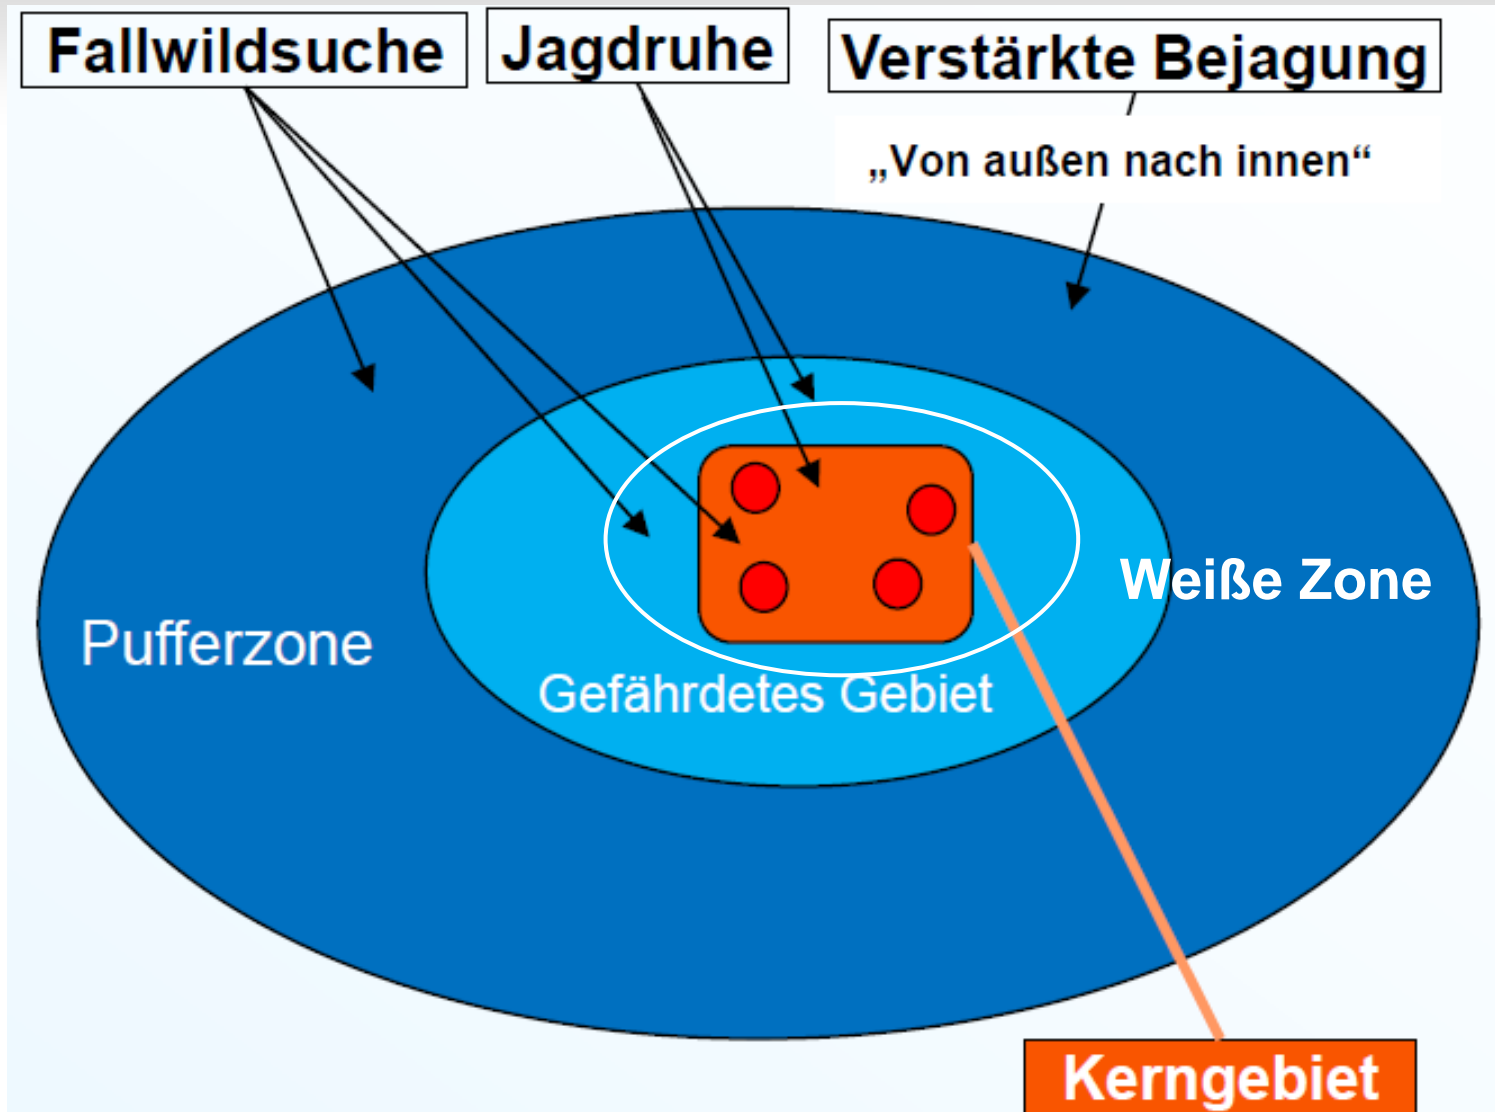 Fallwildsuche
Jagdruhe
Verstärkte Bejagung
„Von außen nach innen“
Weiße Zone
Pufferzone
Gefährdetes Gebiet
Kerngebiet